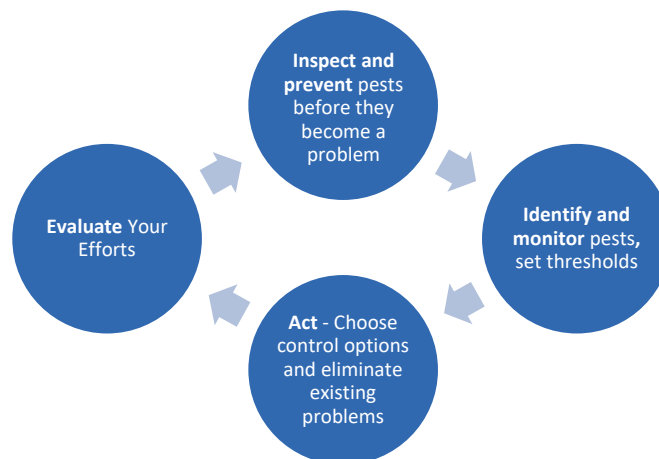 Inspect and
prevent pests
before they
become a
problem
Identify and
monitor pests,
set thresholds
Act - Choose
control options
and eliminate
existing
problems
Evaluate Your
Efforts